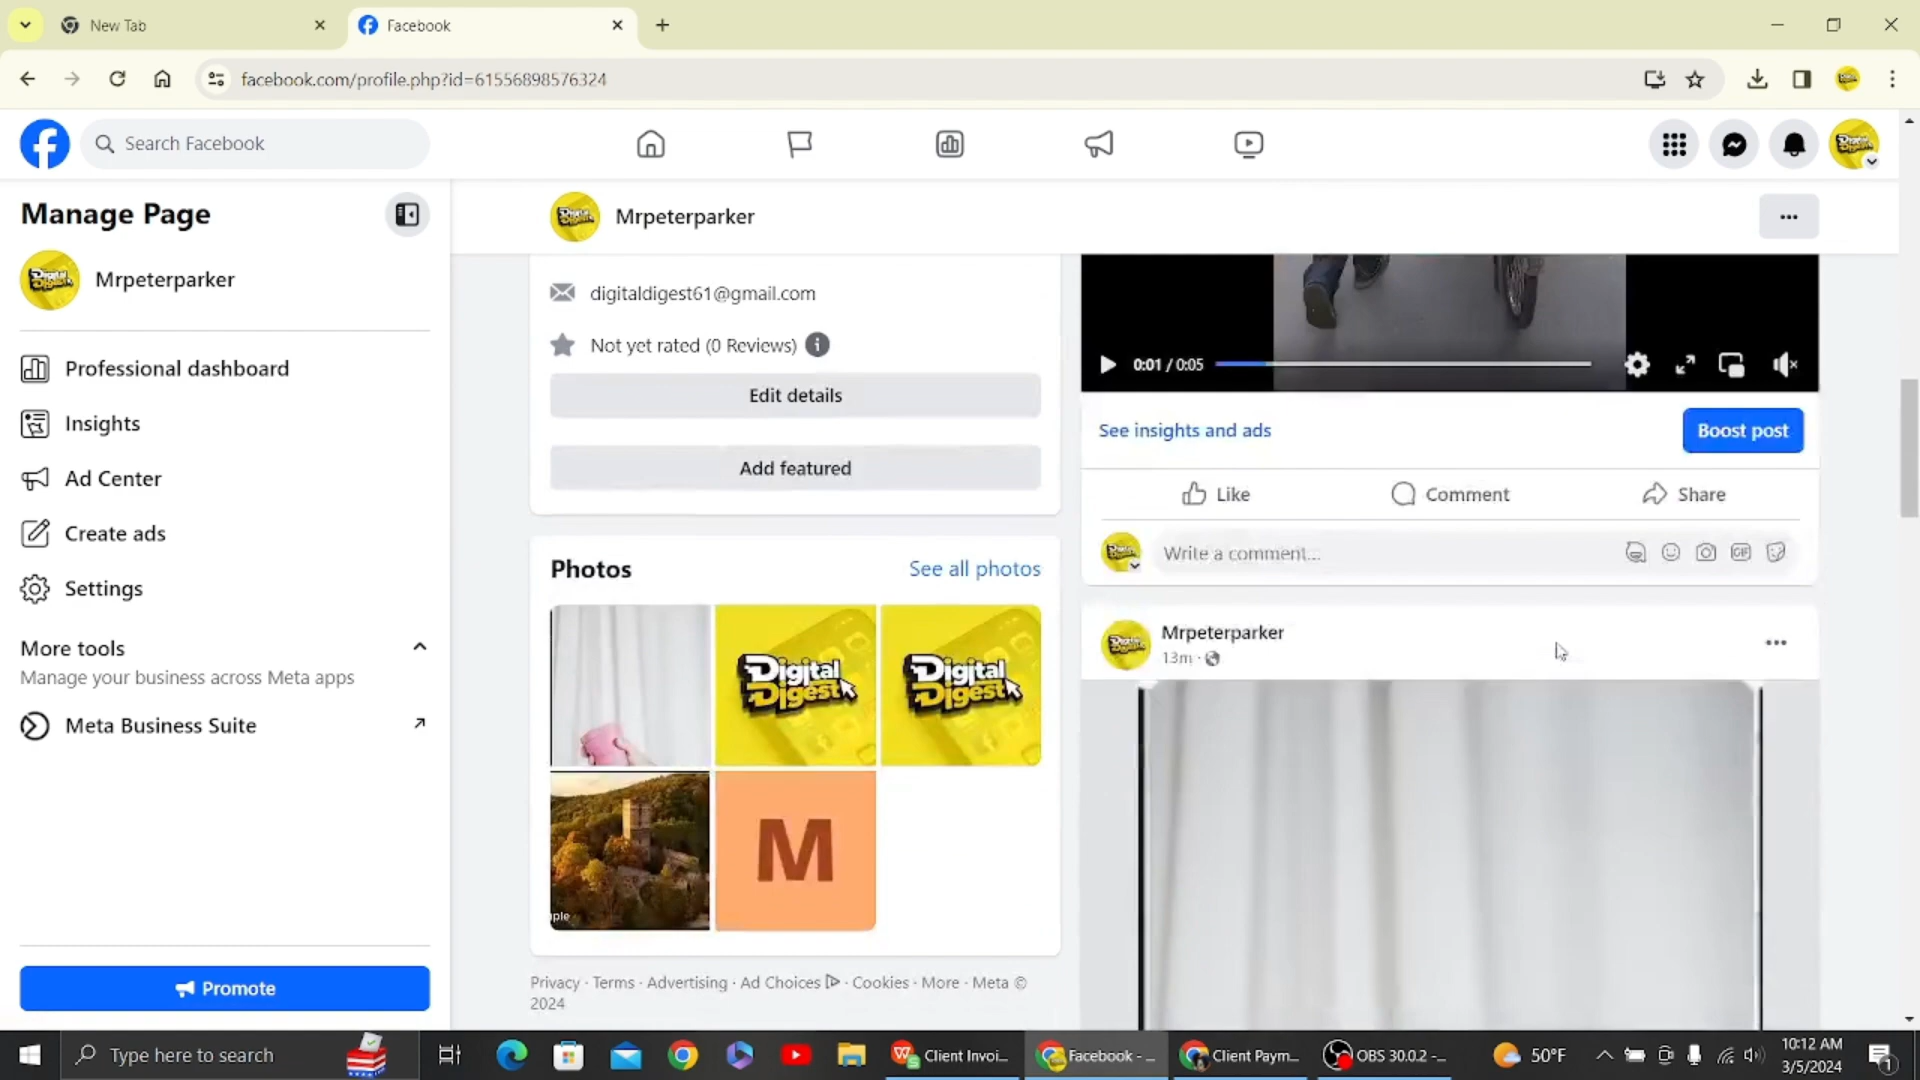 New Tab
Facebook
facebook.com/profile.php?id=61556898576324
Search Facebook
Manage Page
Mrpeterparker
Professional dashboard
Insights
Ad Center
Create ads
Settings
More tools
Manage your business across Meta apps
Meta Business Suite
Promote
Mrpeterparker
digitaldigest61@gmail.com
Not yet rated (0 Reviews)
Edit details
Add featured
Photos
See all photos
Digital
Digest
Digital
Digest
M
Privacy · Terms · Advertising · Ad Choices · Cookies · More · Meta ©
2024
0:01 / 0:05
See insights and ads
Boost post
Like
Comment
Share
Write a comment...
GIF
Mrpeterparker
13m ·
Type here to search
Client Invoi...
Facebook - ...
Client Paym...
OBS 30.0.2 -...
50°F
10:12 AM
3/5/2024
1